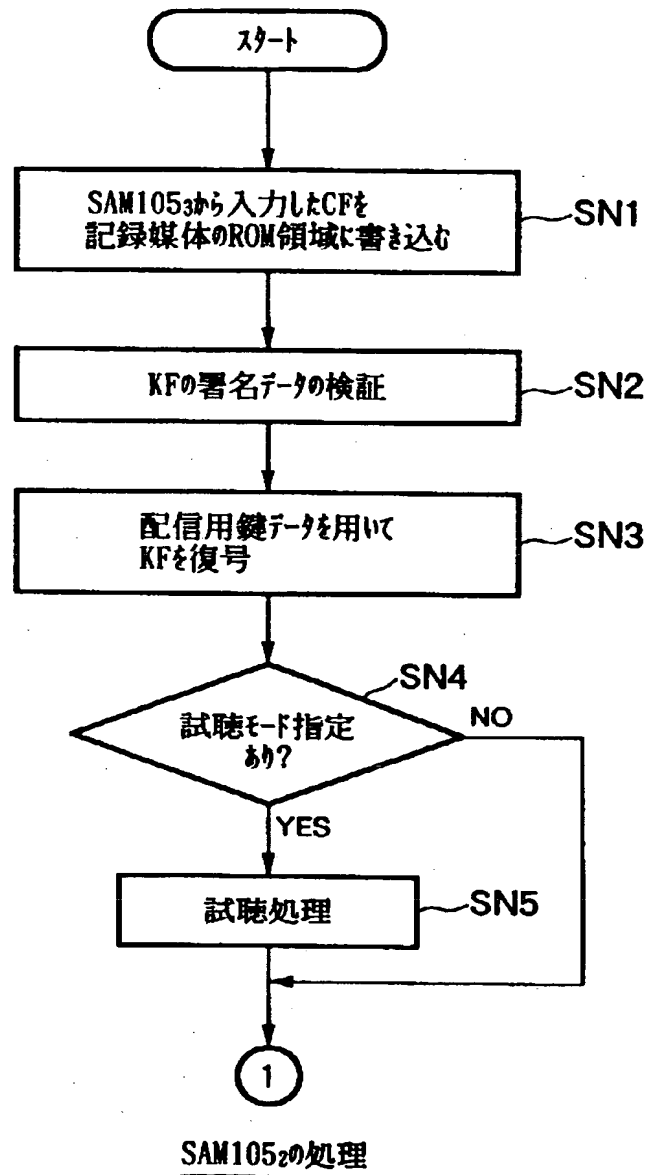 スタート
SAM105₃から入力したCFを
記録媒体のROM領域に書き込む
SN1
KFの署名データの検証
SN2
配信用鍵データを用いて
KFを復号
SN3
SN4
試聴モード指定
あり?
NO
YES
試聴処理
SN5
1
SAM105₂の処理